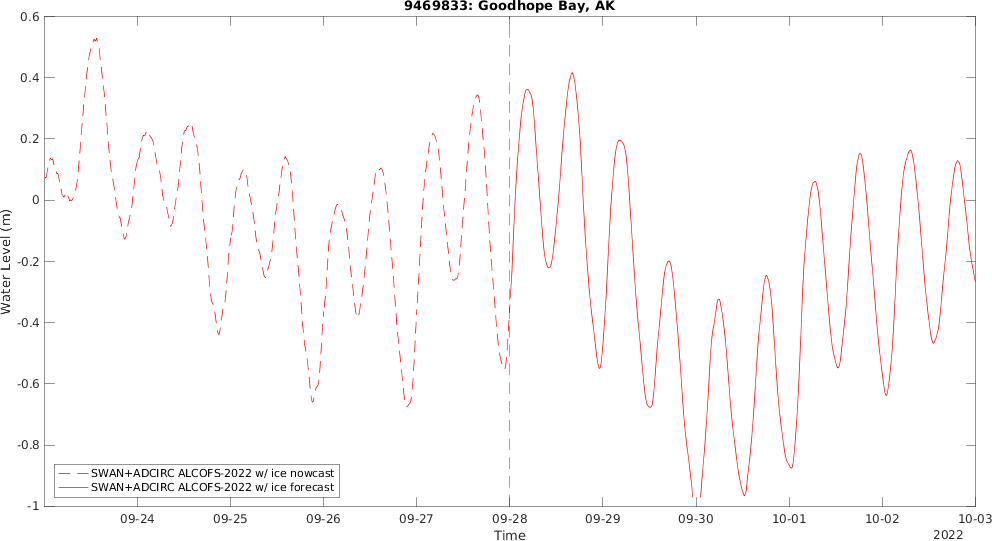 9469833: Goodhope Bay, AK
0.6
0.4
0.2
0
-0.2
-0.4
-0.6
-0.8
-1
Water Level (m)
SWAN+ADCIRC ALCOFS-2022 w/ ice nowcast
SWAN+ADCIRC ALCOFS-2022 w/ ice forecast
09-24 09-25 09-26 09-27 09-28 09-29 09-30 10-01 10-02 10-03
Time
2022